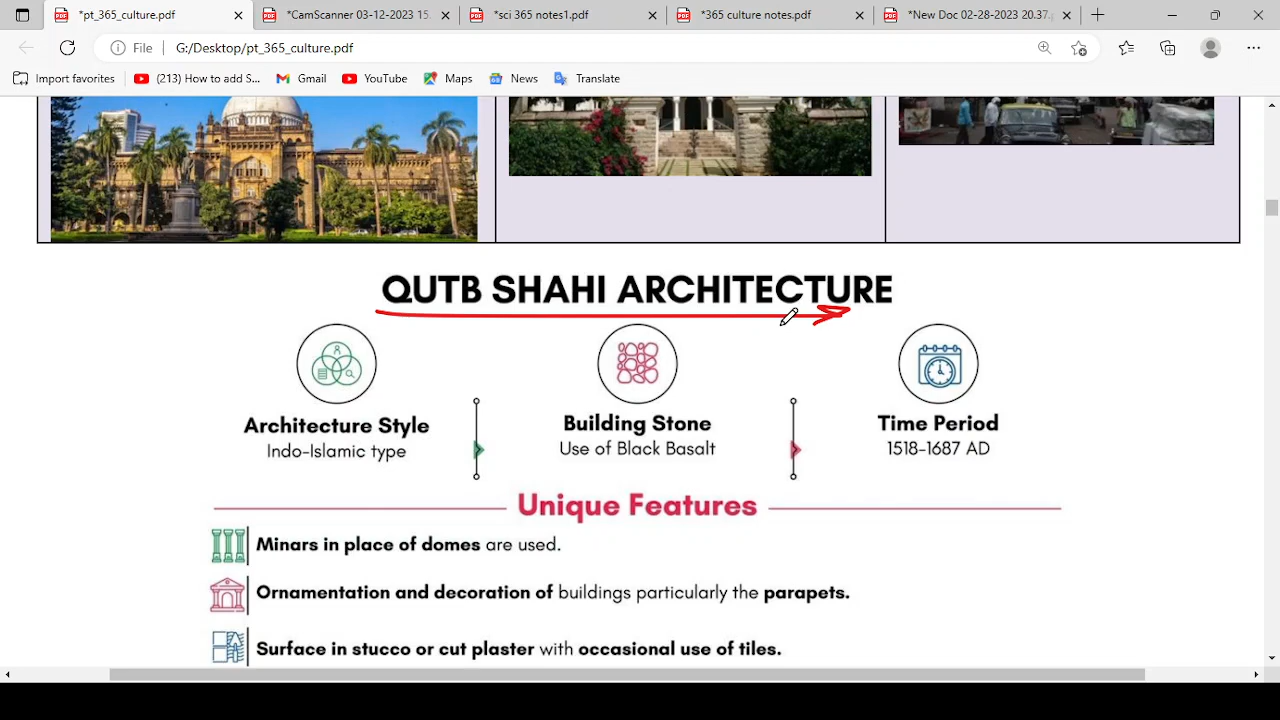 *pt_365_culture.pdf
*CamScanner 03-12-2023 15.
*sci 365 notes1.pdf
*365 culture notes.pdf
*New Doc 02-28-2023 20.37.p
File
G:/Desktop/pt_365_culture.pdf
Import favorites
(213) How to add S...
Gmail
YouTube
Maps
News
Translate
QUTB SHAHI ARCHITECTURE
Architecture Style
Indo-Islamic type
Building Stone
Use of Black Basalt
Time Period
1518-1687 AD
Unique Features
Minars in place of domes are used.
Ornamentation and decoration of buildings particularly the parapets.
Surface in stucco or cut plaster with occasional use of tiles.